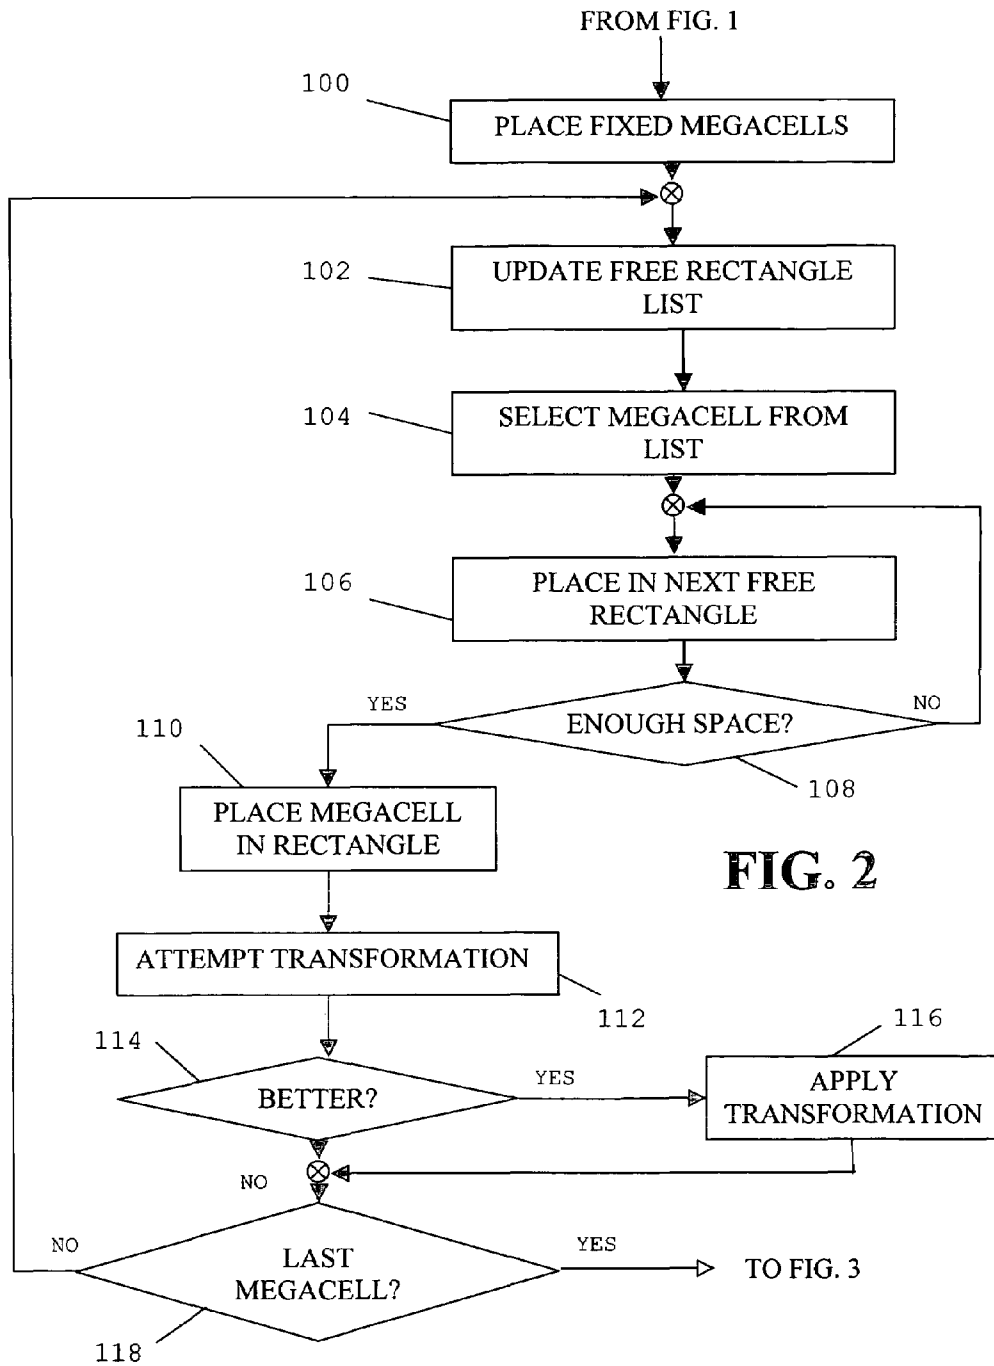 FROM FIG. 1
100
PLACE FIXED MEGACELLS
102
UPDATE FREE RECTANGLE
LIST
104
SELECT MEGACELL FROM
LIST
106
PLACE IN NEXT FREE
RECTANGLE
YES
NO
ENOUGH SPACE?
110
108
PLACE MEGACELL
IN RECTANGLE
FIG. 2
ATTEMPT TRANSFORMATION
112
116
114
YES
BETTER?
APPLY
TRANSFORMATION
NO
NO
YES
LAST
MEGACELL?
TO FIG. 3
118